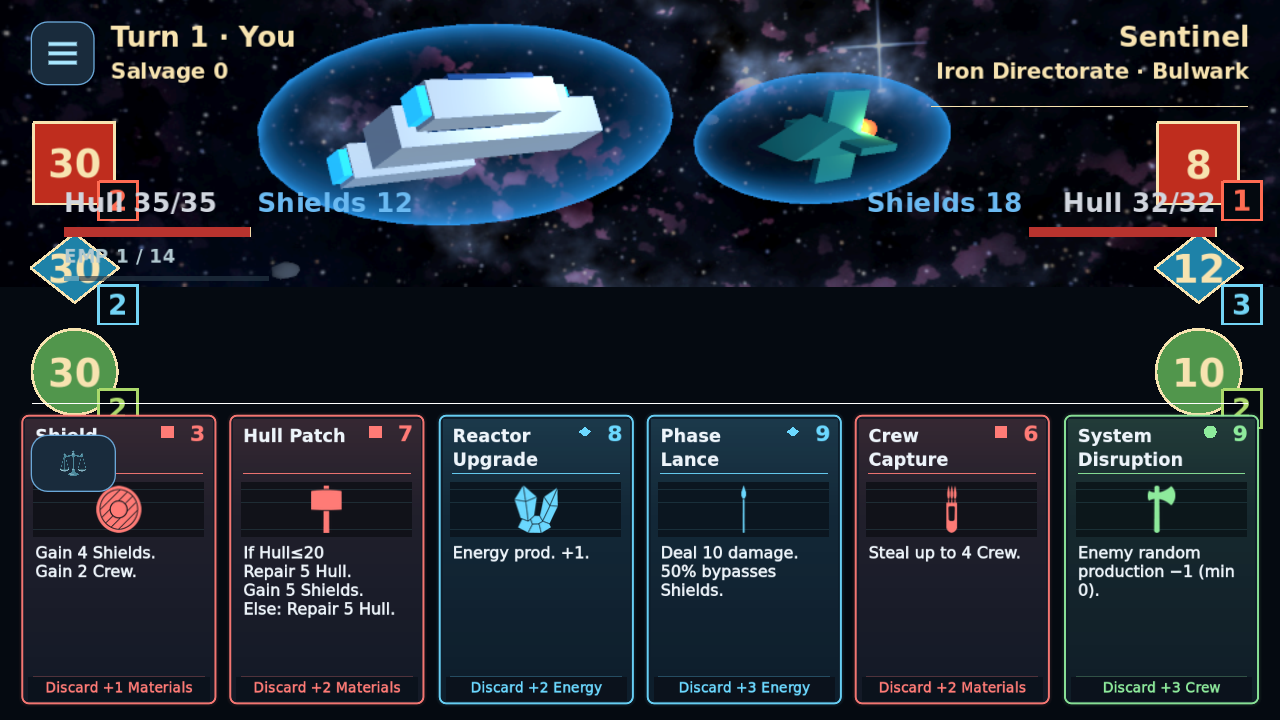 Turn 1 · You
Salvage 0
Sentinel
Iron Directorate · Bulwark
30
2
Hull 35/35
Shields 12
Shields 18
Hull 32/32
8
1
EMP 1 / 14
30
2
12
3
30
2
10
2
Shield
3
Gain 4 Shields.
Gain 2 Crew.
Discard +1 Materials
Hull Patch
7
If Hull≤20
Repair 5 Hull.
Gain 5 Shields.
Else: Repair 5 Hull.
Discard +2 Materials
Reactor
Upgrade
8
Energy prod. +1.
Discard +2 Energy
Phase
Lance
9
Deal 10 damage.
50% bypasses
Shields.
Discard +3 Energy
Crew
Capture
6
Steal up to 4 Crew.
Discard +2 Materials
System
Disruption
9
Enemy random
production −1 (min
0).
Discard +3 Crew